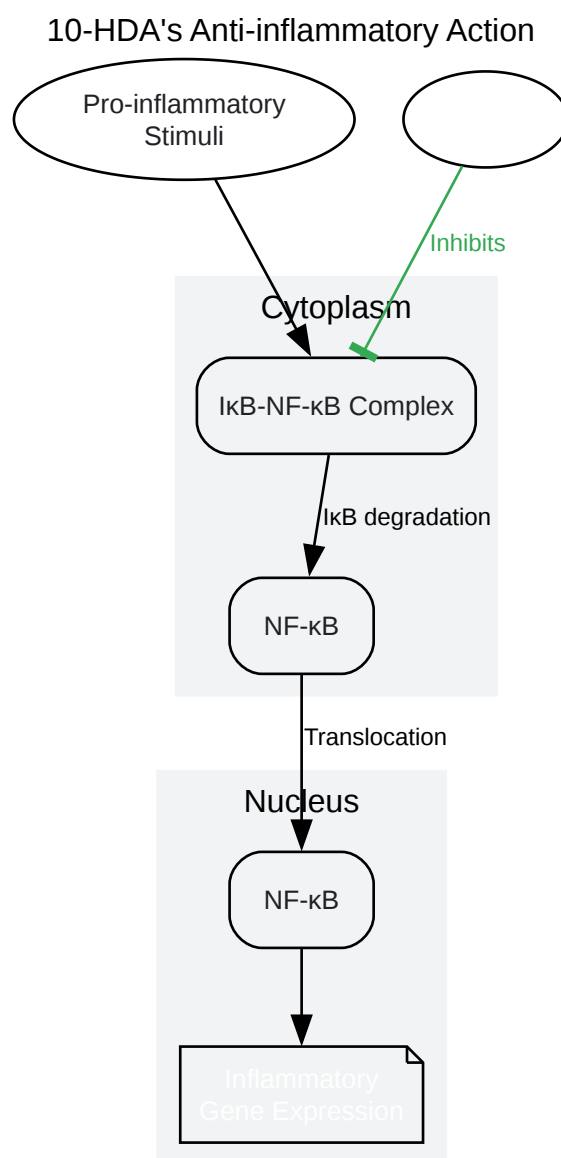 10-HDA's Anti-inflammatory Action
Pro-inflammatory
Stimuli
Inhibits
Cytoplasm
IκB-NF-κB Complex
IκB degradation
NF-κB
Translocation
Nucleus
NF-κB
Inflammatory
Gene Expression